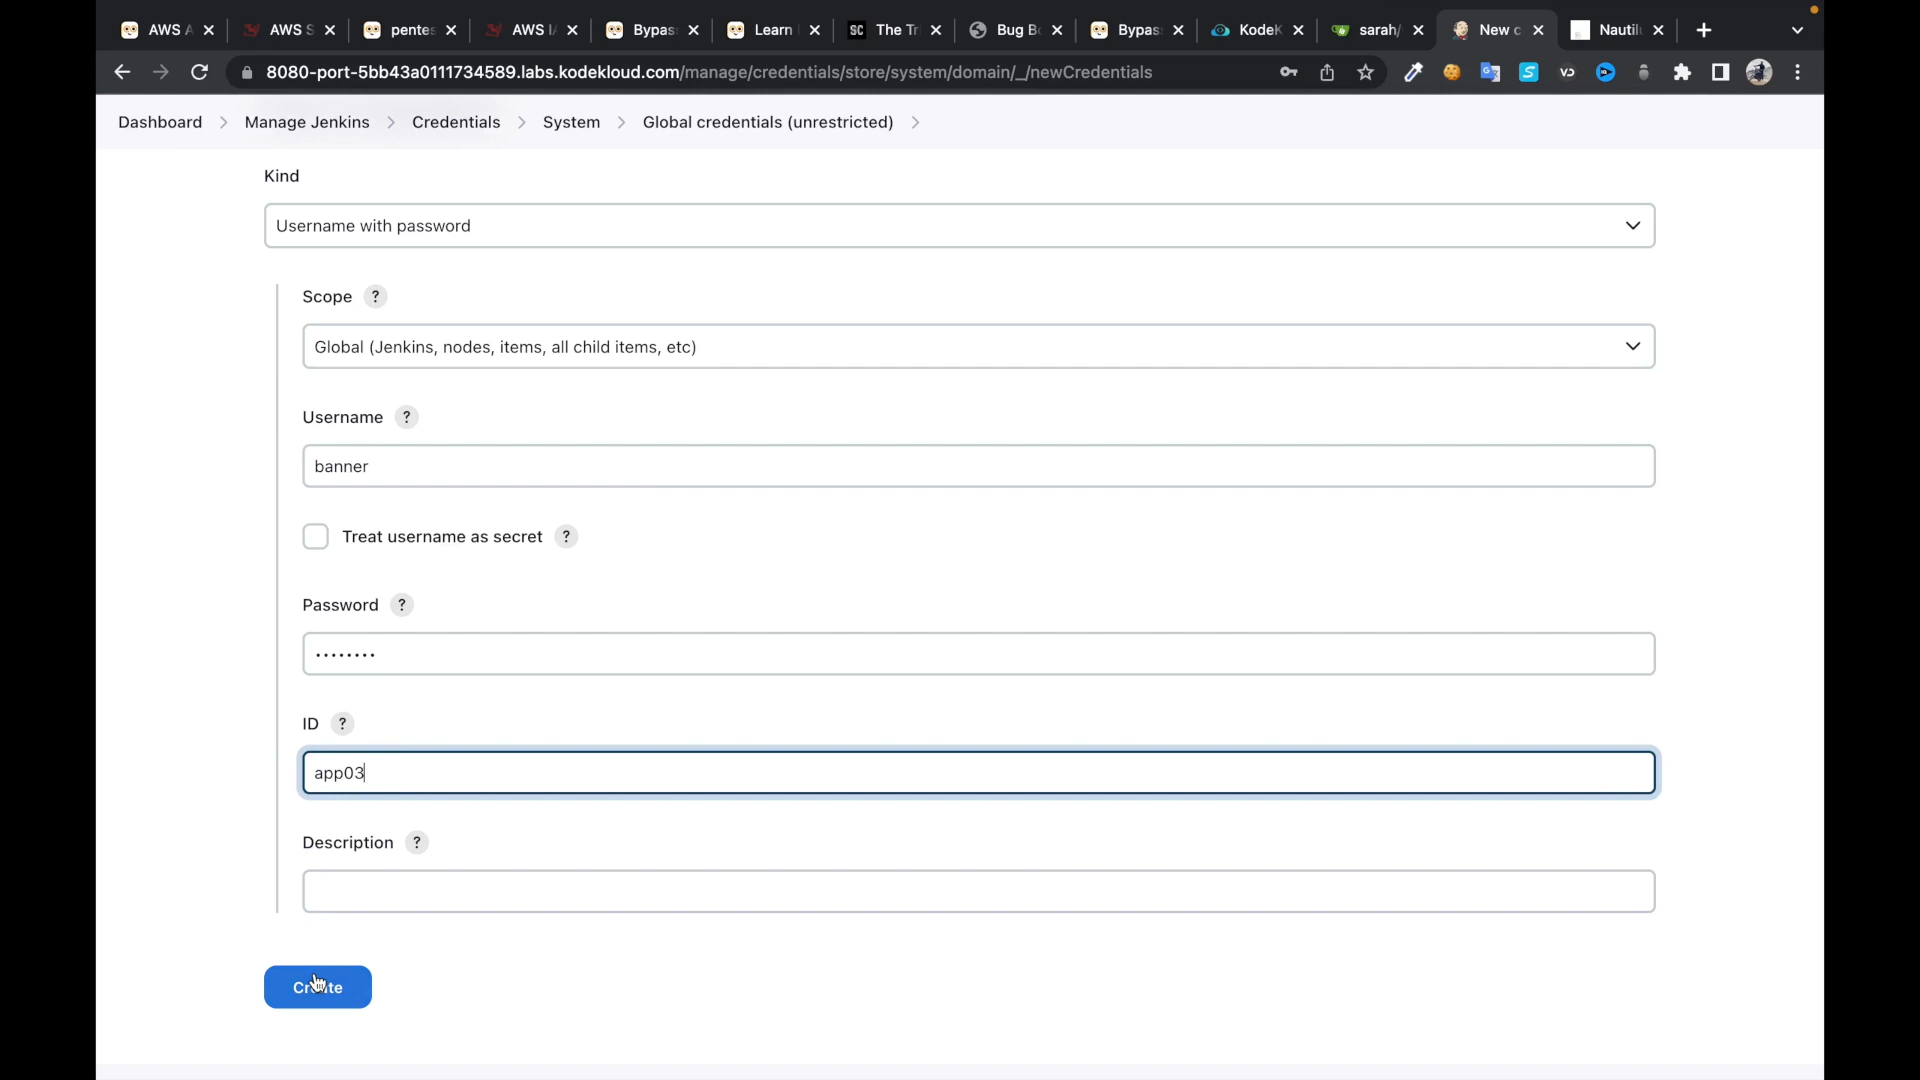 AWS A
AWS S
pentes
AWS I
Bypas
Learn
SC
The Tr
Bug B
Bypas
KodeK
sarah/
New c
Nautil
8080-port-5bb43a0111734589.labs.kodekloud.com/manage/credentials/store/system/domain/_/newCredentials
Dashboard > Manage Jenkins > Credentials > System > Global credentials (unrestricted) >
Kind
Username with password
Scope ?
Global (Jenkins, nodes, items, all child items, etc)
Username ?
banner
Treat username as secret ?
Password ?
••••••••
ID ?
app03
Description ?
Create